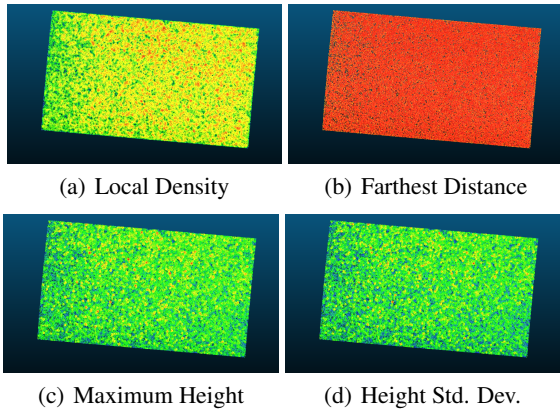 (a) Local Density
(b) Farthest Distance
(c) Maximum Height
(d) Height Std. Dev.